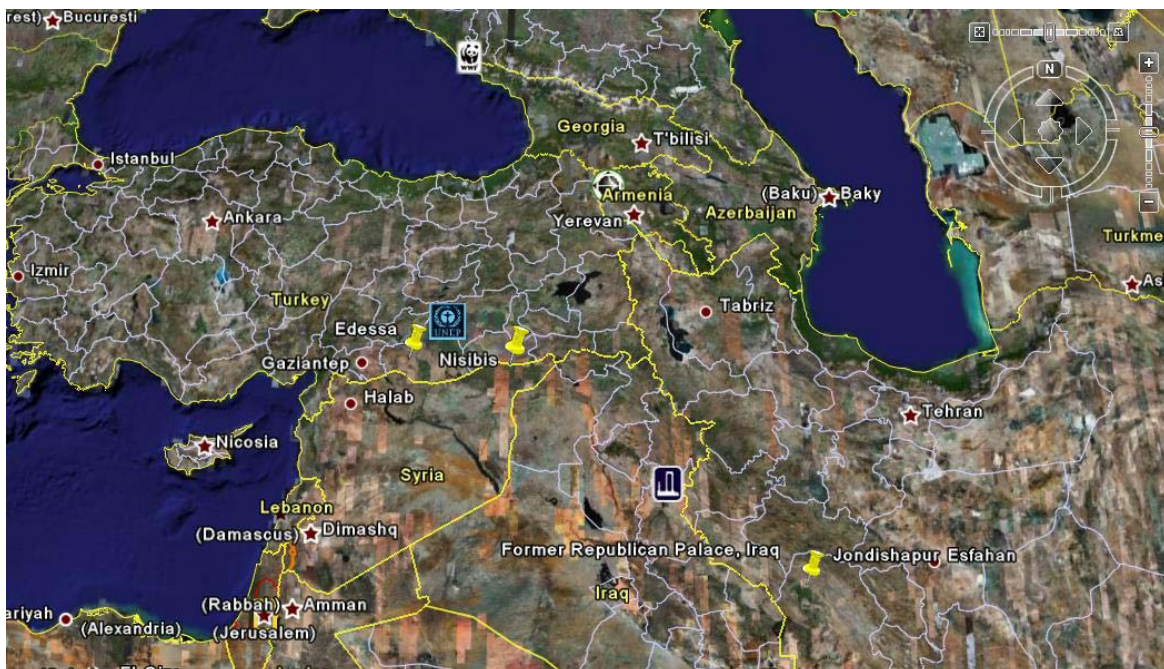 rest)
Bucuresti
WWF
N
Georgia
T'bilisi
Istanbul
Armenia
(Baku) Baky
Ankara
Yerevan
Azerbaijan
Turkme
Izmir
As
Turkey
Tabriz
Edessa
UNEP
Gaziantep
Nisibis
Halab
Tehran
Nicosia
Syria
Lebanon
(Damascus) Dimashq
Former Republican Palace, Iraq
Jondishapur Esfahan
Iraq
(Rabbah) Amman
ariyah
(Alexandria)
(Jerusalem)